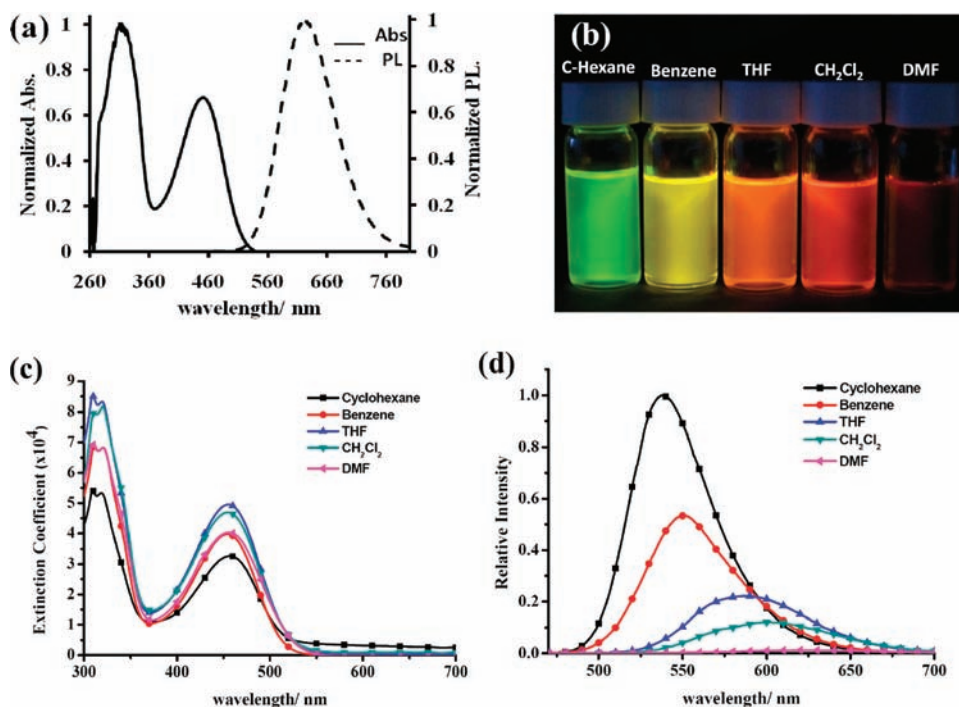 (a)
Abs
PL
Normalized Abs.
1
0.8
0.6
0.4
0.2
0
1
0.8
0.6
0.4
0.2
0
Normalized PL.
260 360 460 560 660 760
wavelength/ nm
(b)
C-Hexane Benzene THF CH₂Cl₂ DMF
(c)
Cyclohexane
Benzene
THF
CH₂Cl₂
DMF
Extinction Coefficient (x10⁴)
9
8
7
6
5
4
3
2
1
0
300 400 500 600 700
wavelength/ nm
(d)
Cyclohexane
Benzene
THF
CH₂Cl₂
DMF
Relative Intensity
1.0
0.8
0.6
0.4
0.2
0.0
500 550 600 650 700
wavelength/ nm